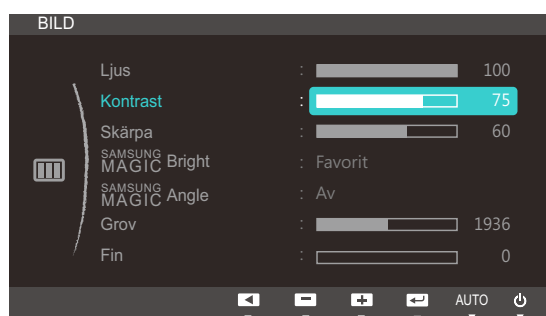 BILD
Ljus : 100
Kontrast : 75
Skärpa : 60
SAMSUNG MAGIC Bright : Favorit
SAMSUNG MAGIC Angle : Av
Grov : 1936
Fin : 0
AUTO